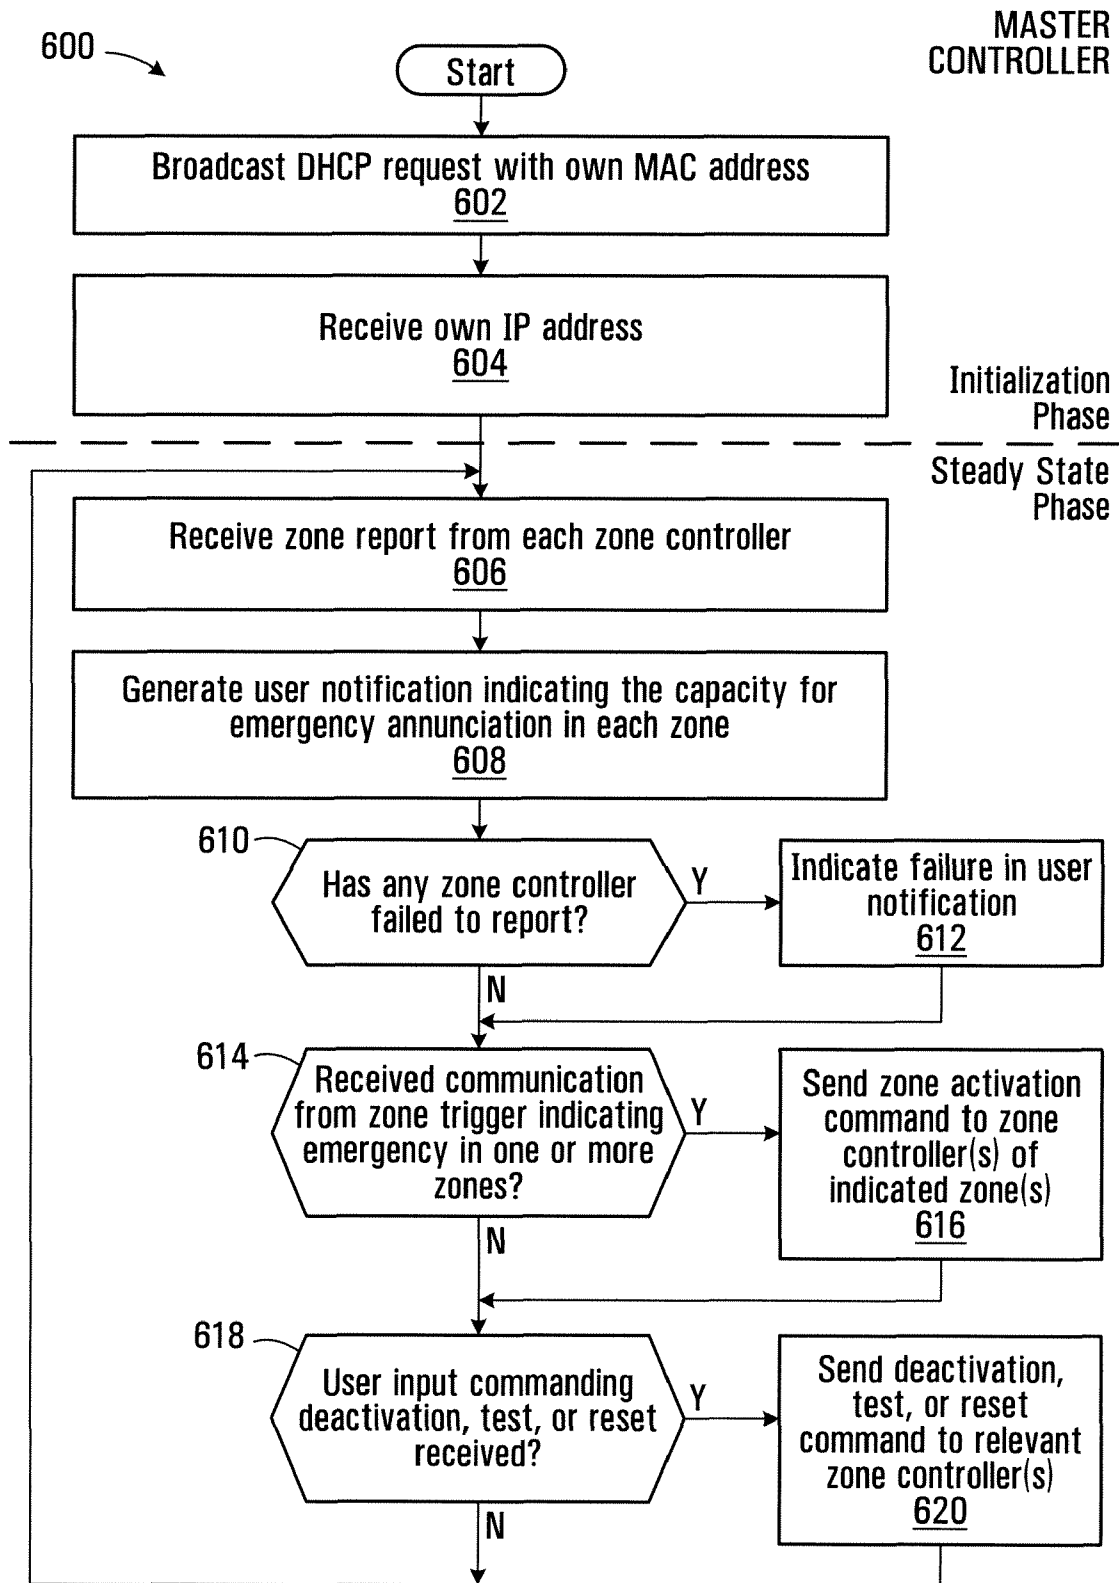 600
MASTER
CONTROLLER
Start
Broadcast DHCP request with own MAC address
602
Receive own IP address
604
Initialization
Phase
Steady State
Phase
Receive zone report from each zone controller
606
Generate user notification indicating the capacity for
emergency annunciation in each zone
608
610
Has any zone controller
failed to report?
Y
N
Indicate failure in user
notification
612
614
Received communication
from zone trigger indicating
emergency in one or more
zones?
Y
N
Send zone activation
command to zone
controller(s) of
indicated zone(s)
616
618
User input commanding
deactivation, test, or reset
received?
Y
N
Send deactivation,
test, or reset
command to relevant
zone controller(s)
620